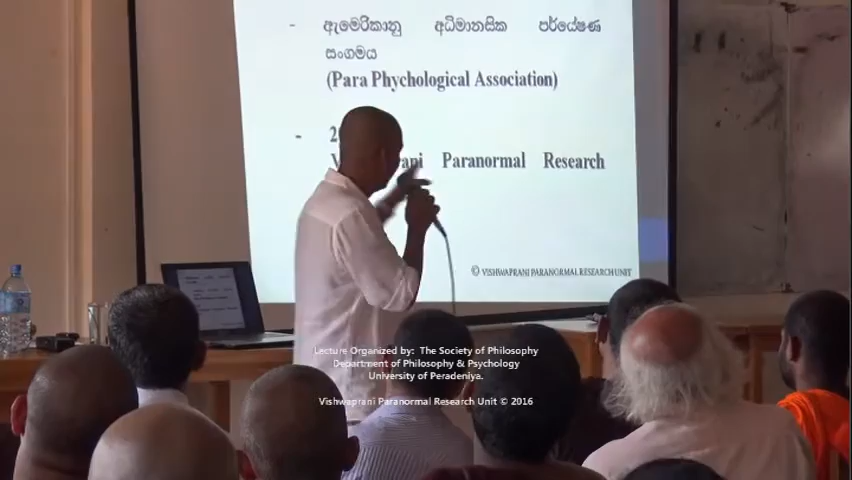 - ඇමෙරිකානු අධිමානසික පර්යේෂණ
සංගමය
(Para Phychological Association)
- 2
Paranormal Research
© VISHWAPRANI PARANORMAL RESEARCH UNIT
Lecture Organized by: The Society of Philosophy
Department of Philosophy & Psychology
University of Peradeniya.
Vishwaprani Paranormal Research Unit © 2016